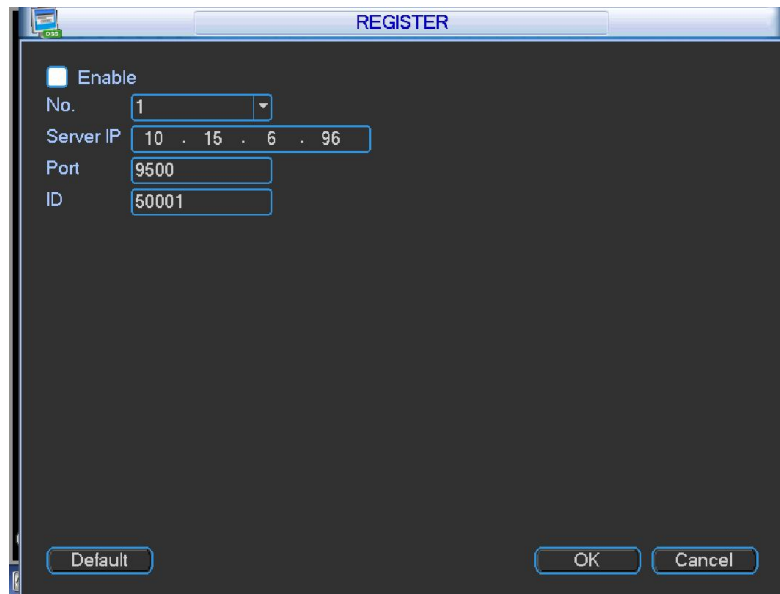 REGISTER
Enable
No. 1
Server IP 10 . 15 . 6 . 96
Port 9500
ID 50001
Default OK Cancel